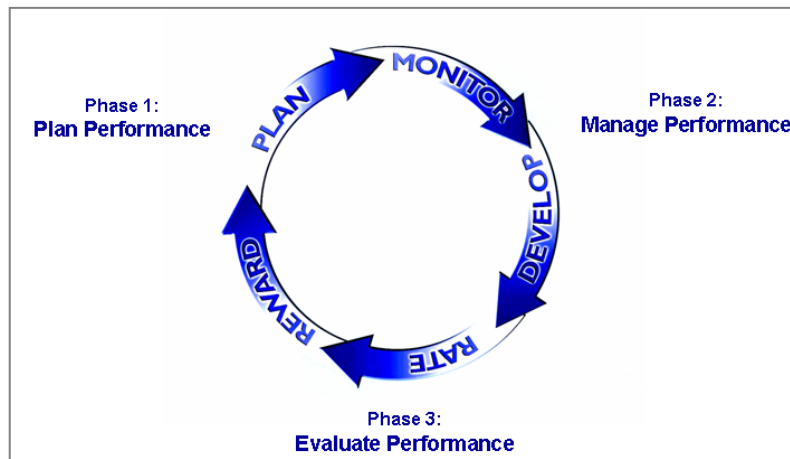 Phase 1:
Plan Performance
PLAN
MONITOR
Phase 2:
Manage Performance
DEVELOP
RATE
REWARD
Phase 3:
Evaluate Performance